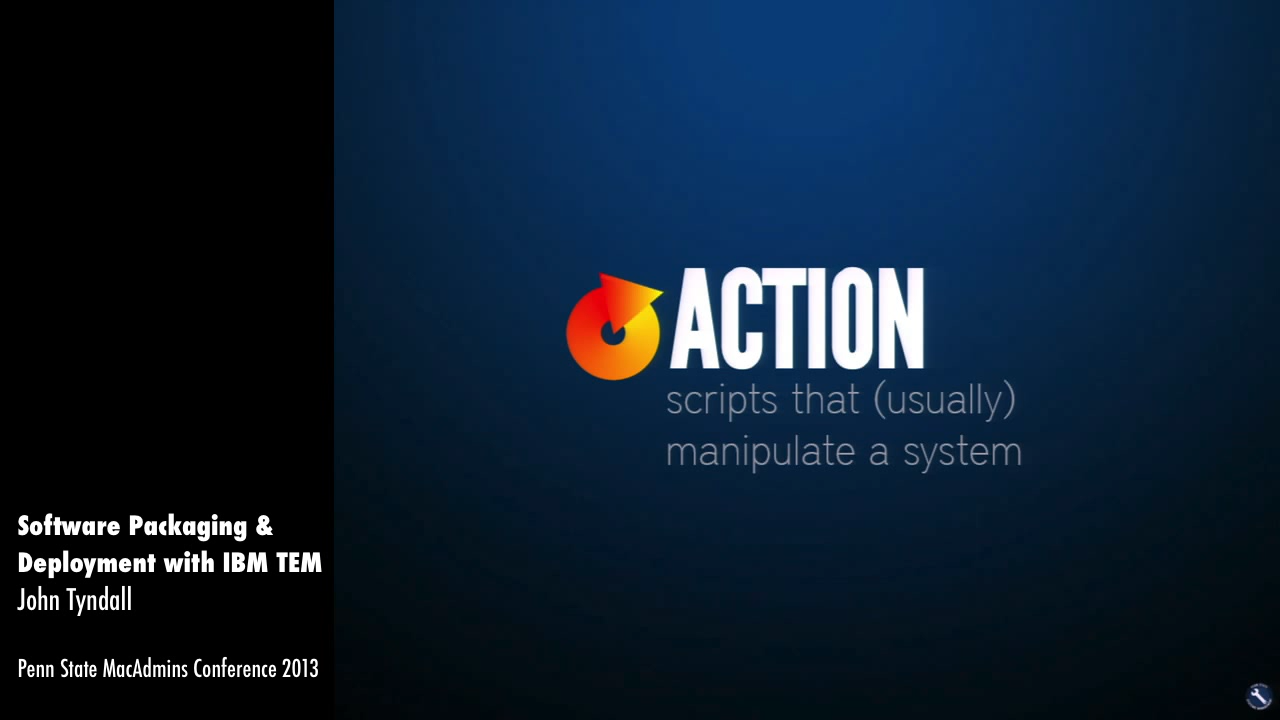 ACTION
scripts that (usually)
manipulate a system
Software Packaging &
Deployment with IBM TEM
John Tyndall
Penn State MacAdmins Conference 2013